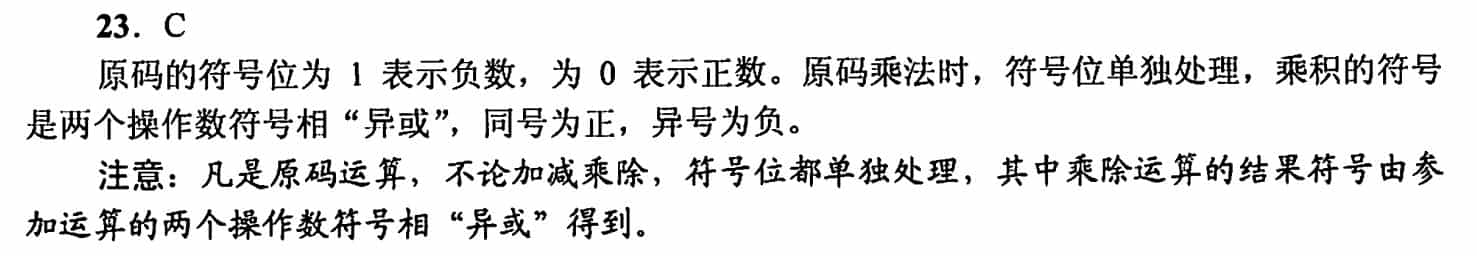 23. C
原码的符号位为 1 表示负数，为 0 表示正数。原码乘法时，符号位单独处理，乘积的符号
是两个操作数符号相“异或”，同号为正，异号为负。
注意：凡是原码运算，不论加减乘除，符号位都单独处理，其中乘除运算的结果符号由参
加运算的两个操作数符号相“异或”得到。